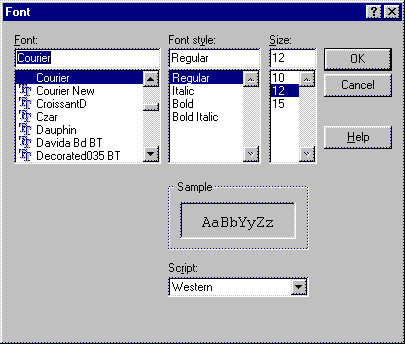 Font
Font:
Courier
Courier
Courier New
CroissantD
Czar
Dauphin
Davida Bd BT
Decorated035 BT
Font style:
Regular
Regular
Italic
Bold
Bold Italic
Size:
12
10
12
15
OK
Cancel
Help
Sample
AaBbYyZz
Script:
Western